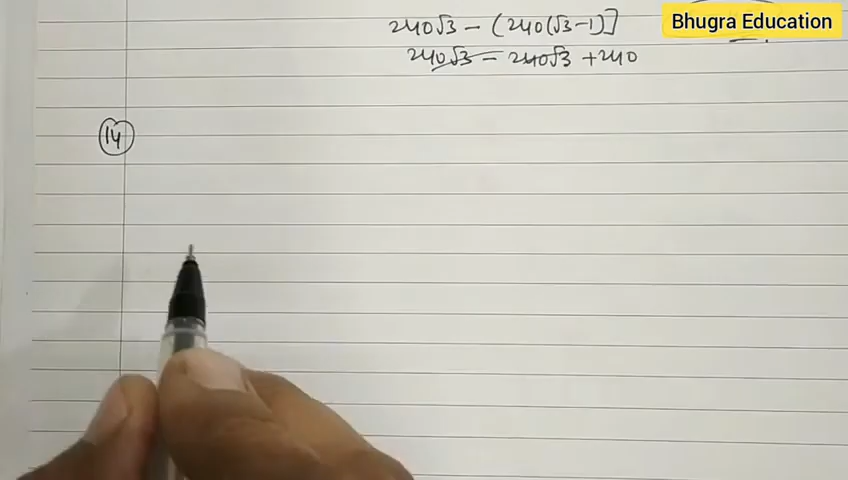 240√3 - (240(√3-1)]
Bhugra Education
240√3 - 240√3 +240
14